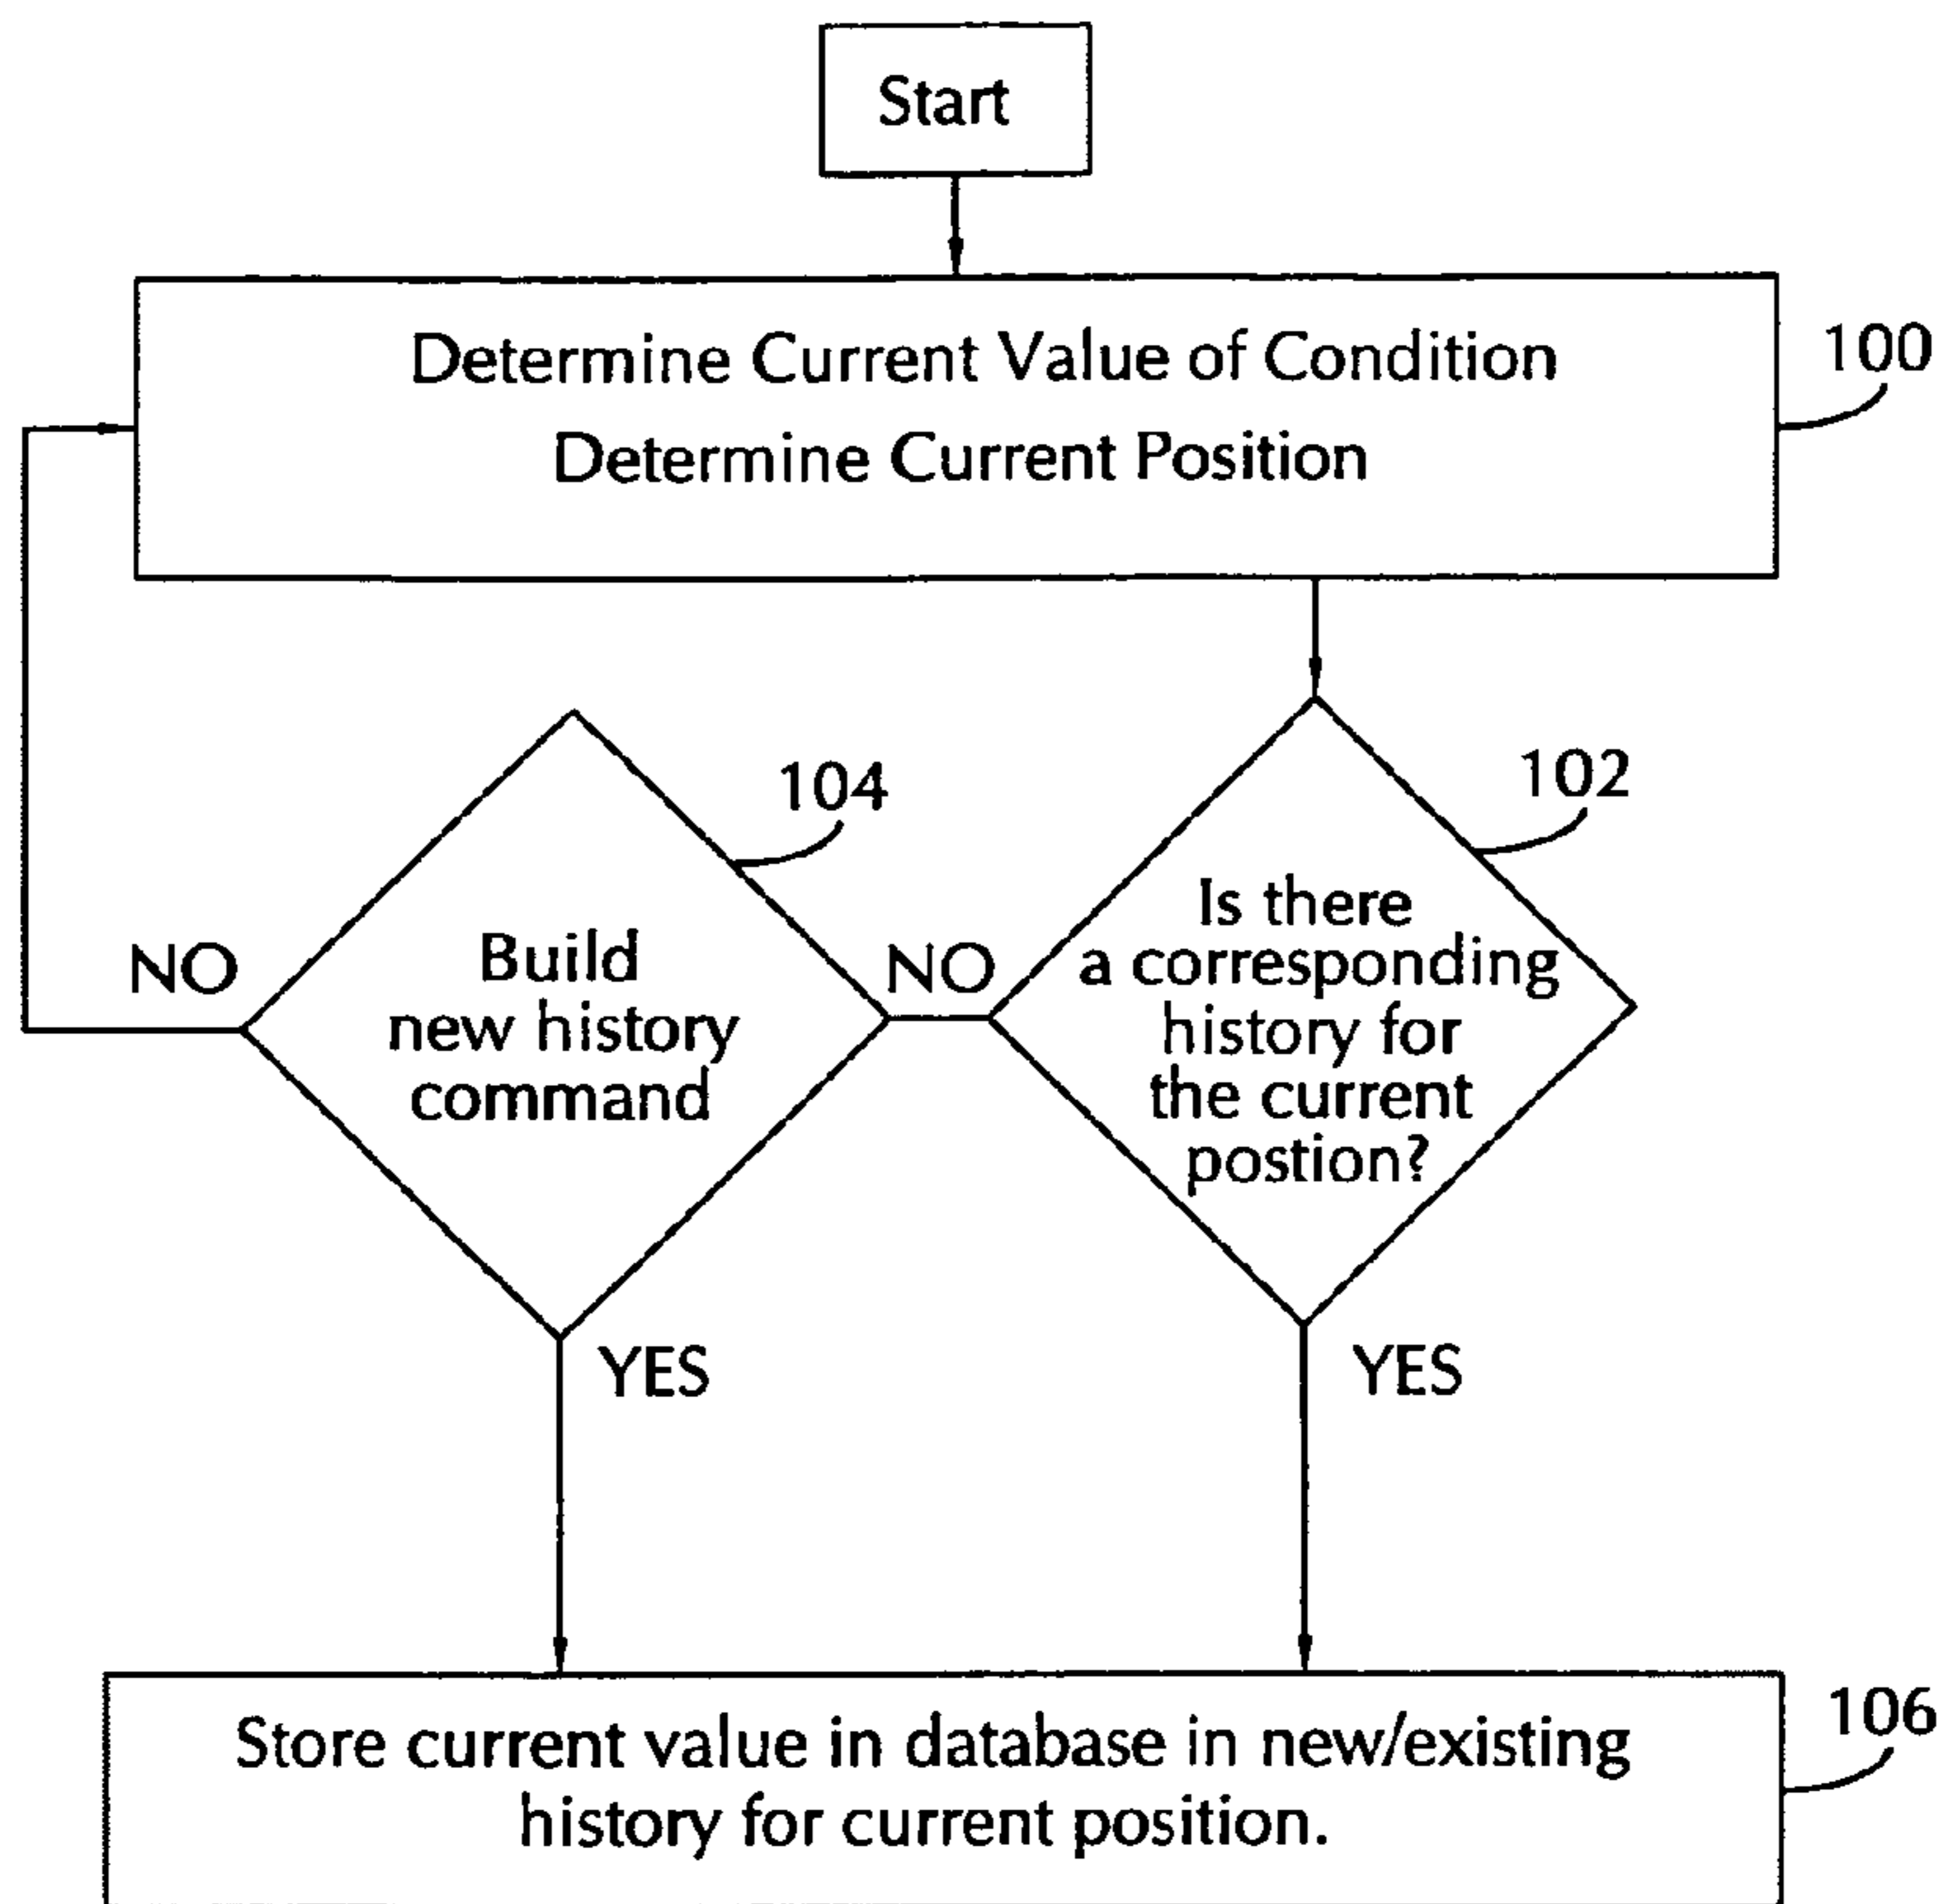 Start
Determine Current Value of Condition
Determine Current Position
100
104
102
Build
new history
command
NO
NO
Is there
a corresponding
history for
the current
postion?
YES
YES
Store current value in database in new/existing
history for current position.
106